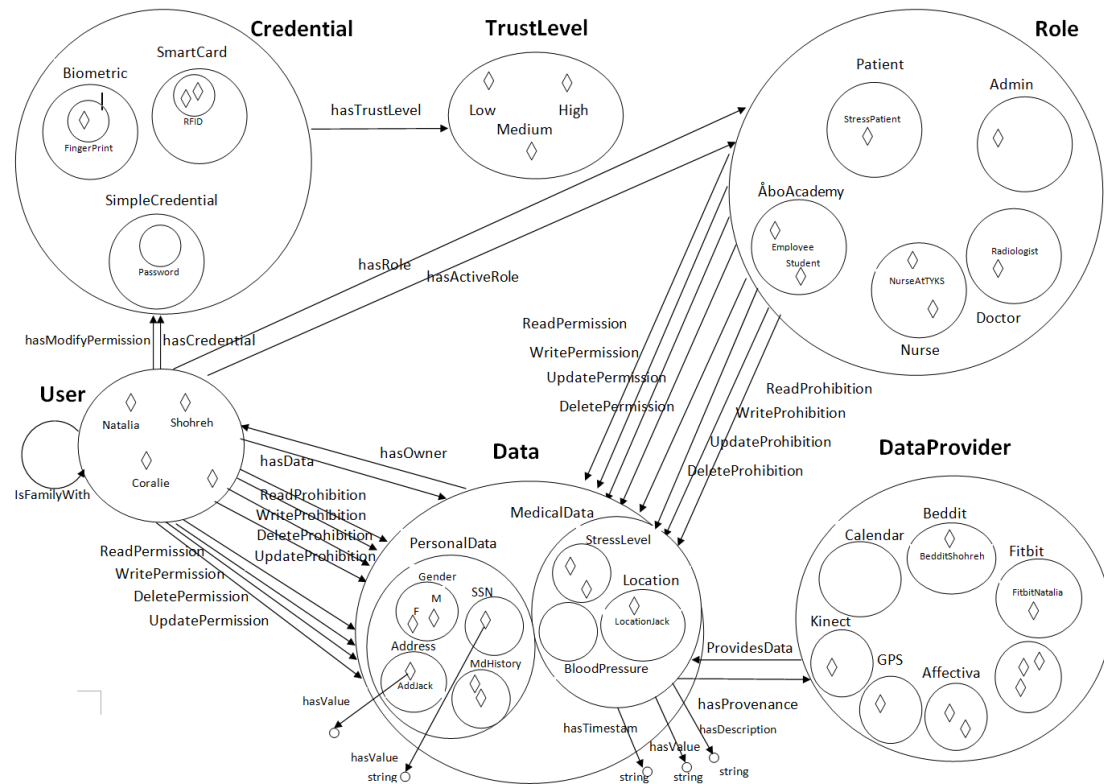 Credential
SmartCard
Biometric
RFID
FingerPrint
SimpleCredential
Password
hasTrustLevel
TrustLevel
Low
High
Medium
Role
Patient
StressPatient
Admin
ÅboAcademy
Employee
Student
Radiologist
NurseAtTYKS
Doctor
Nurse
hasRole
hasActiveRole
hasModifyPermission
hasCredential
User
Natalia
Shohreh
Coralie
IsFamilyWith
hasOwner
hasData
ReadProhibition
WriteProhibition
DeleteProhibition
UpdateProhibition
ReadPermission
WritePermission
DeletePermission
UpdatePermission
ReadPermission
WritePermission
UpdatePermission
DeletePermission
ReadProhibition
WriteProhibition
UpdateProhibition
DeleteProhibition
Data
MedicalData
StressLevel
Location
LocationJack
BloodPressure
PersonalData
Gender
M
F
SSN
Address
AddJack
MdHistory
hasValue
hasValue
string
hasTimestam
string
hasValue
string
hasDescription
string
ProvidesData
hasProvenance
DataProvider
Beddit
BedditShohreh
Calendar
Fitbit
FitbitNatalia
Kinect
GPS
Affectiva